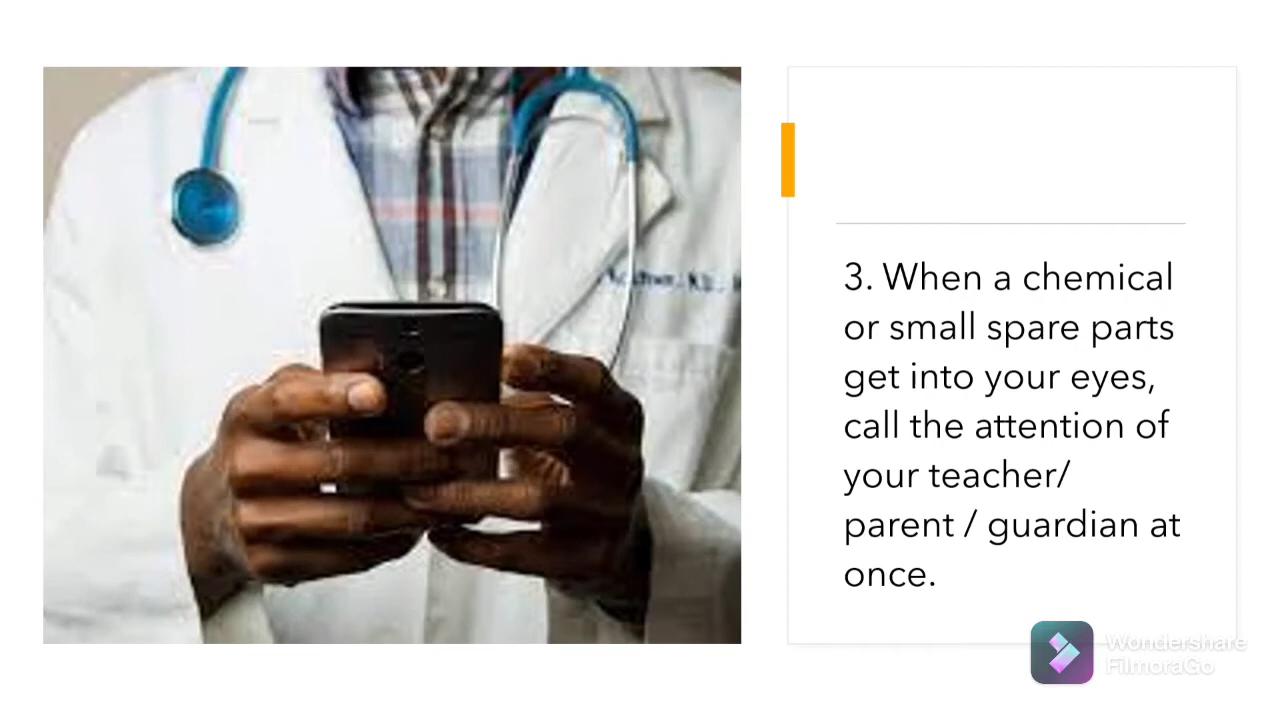 3. When a chemical
or small spare parts
get into your eyes,
call the attention of
your teacher/
parent / guardian at
once.
Wondershare
FilmoraGo